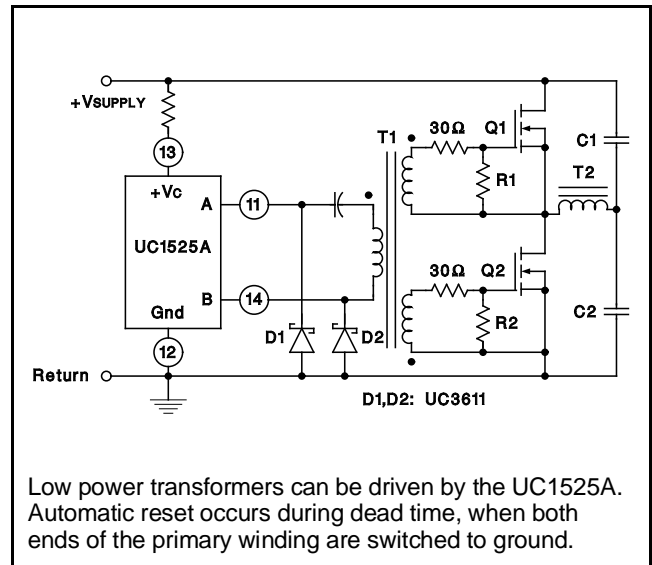 +VSUPPLY
13
+Vc
A
11
UC1525A
B
14
Gnd
12
Return
D1
D2
T1
30Ω
Q1
R1
30Ω
Q2
R2
C1
T2
C2
D1,D2: UC3611
Low power transformers can be driven by the UC1525A.
Automatic reset occurs during dead time, when both
ends of the primary winding are switched to ground.